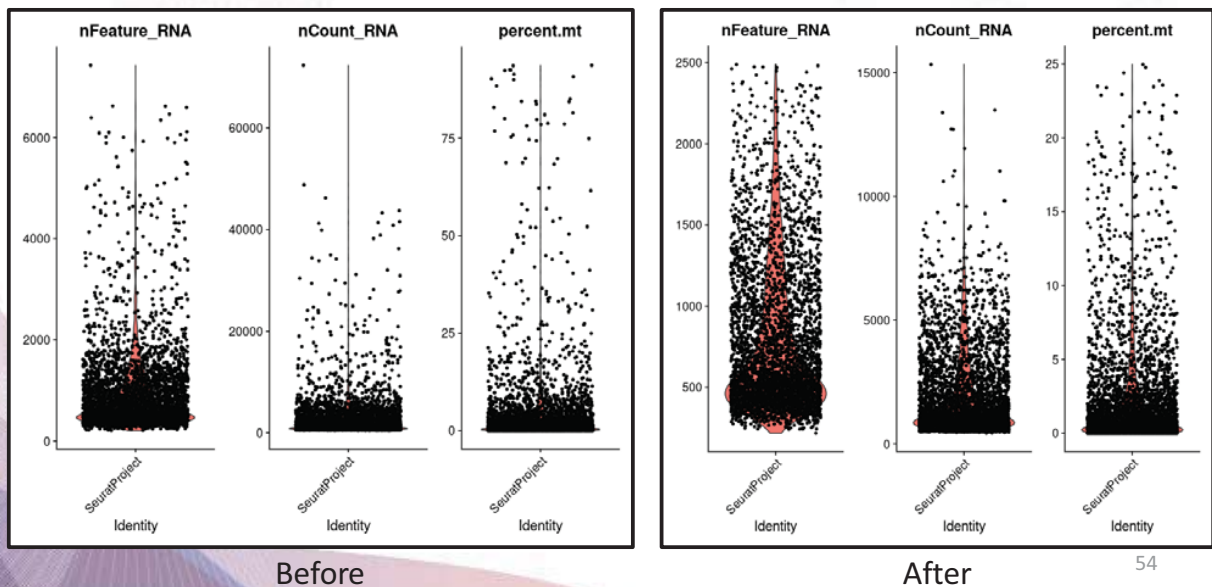 nFeature_RNA
nCount_RNA
percent.mt
6000
4000
2000
0
60000
40000
20000
0
75
50
25
0
SeuratProject
SeuratProject
SeuratProject
Identity
Identity
Identity
Before
nFeature_RNA
nCount_RNA
percent.mt
2500
2000
1500
1000
500
15000
10000
5000
0
25
20
15
10
5
0
SeuratProject
SeuratProject
SeuratProject
Identity
Identity
Identity
After
54